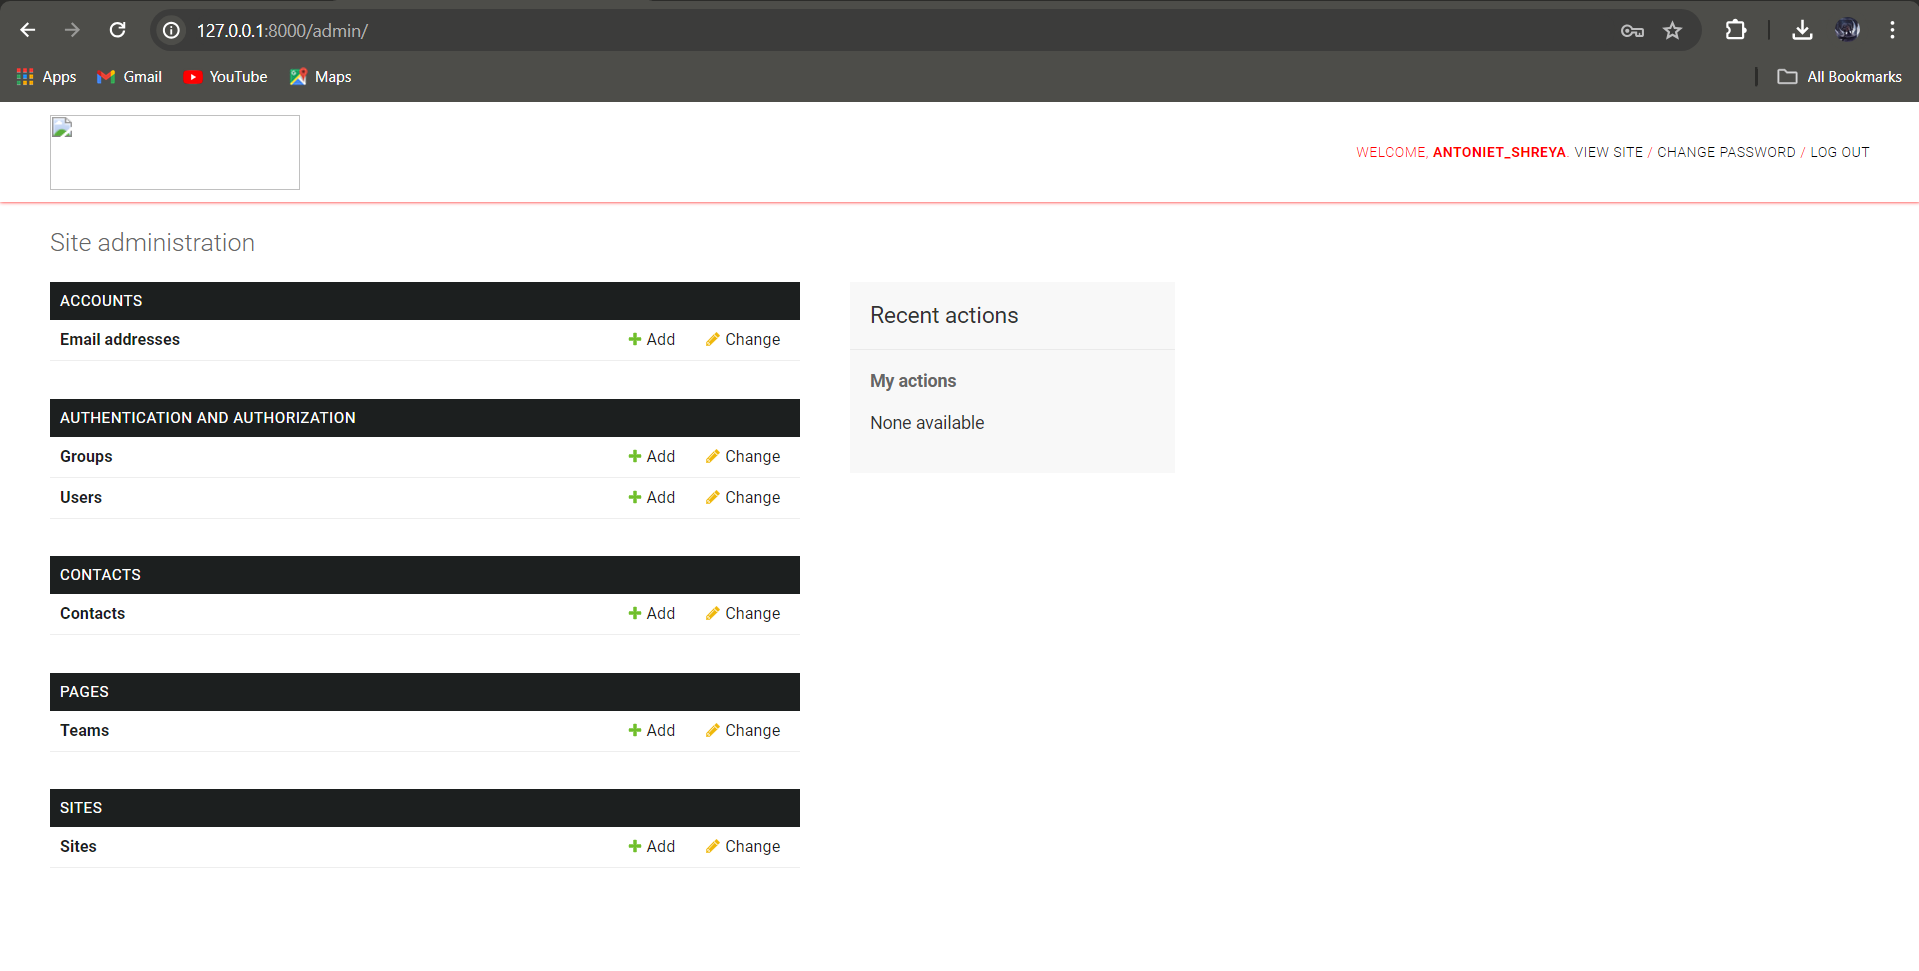 127.0.0.1:8000/admin/
Apps Gmail YouTube Maps All Bookmarks
WELCOME, ANTONIET_SHREYA. VIEW SITE / CHANGE PASSWORD / LOG OUT
Site administration
ACCOUNTS
Email addresses Add Change
AUTHENTICATION AND AUTHORIZATION
Groups Add Change
Users Add Change
CONTACTS
Contacts Add Change
PAGES
Teams Add Change
SITES
Sites Add Change
Recent actions
My actions
None available